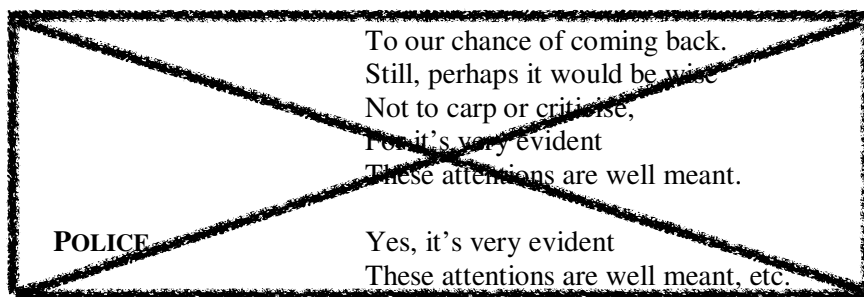 To our chance of coming back.
Still, perhaps it would be wise
Not to carp or criticise,
For it's very evident
These attentions are well meant.
POLICE Yes, it's very evident
These attentions are well meant, etc.